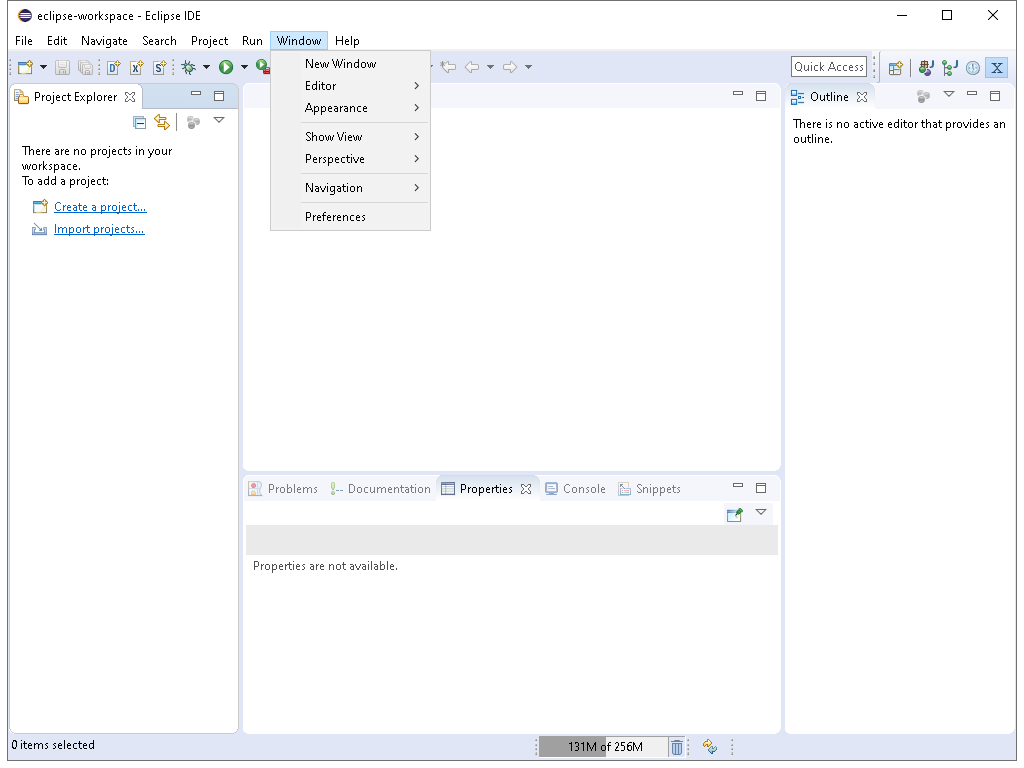 eclipse-workspace - Eclipse IDE
File Edit Navigate Search Project Run Window Help
Quick Access
New Window
Editor
Appearance
Show View
Perspective
Navigation
Preferences
Project Explorer
There are no projects in your
workspace.
To add a project:
Create a project...
Import projects...
Outline
There is no active editor that provides an
outline.
Problems Documentation Properties Console Snippets
Properties are not available.
0 items selected
131M of 256M